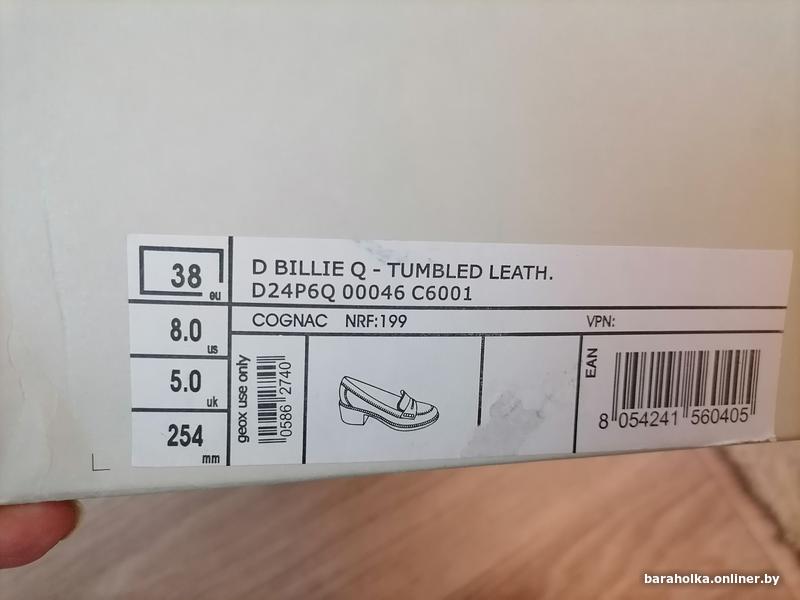 38 eu
8.0 us
5.0 uk
254 mm
D BILLIE Q - TUMBLED LEATH.
D24P6Q 00046 C6001
COGNAC NRF:199 VPN:
geox use only
0586 2740
EAN
8 054241 560405
baraholka.onliner.by